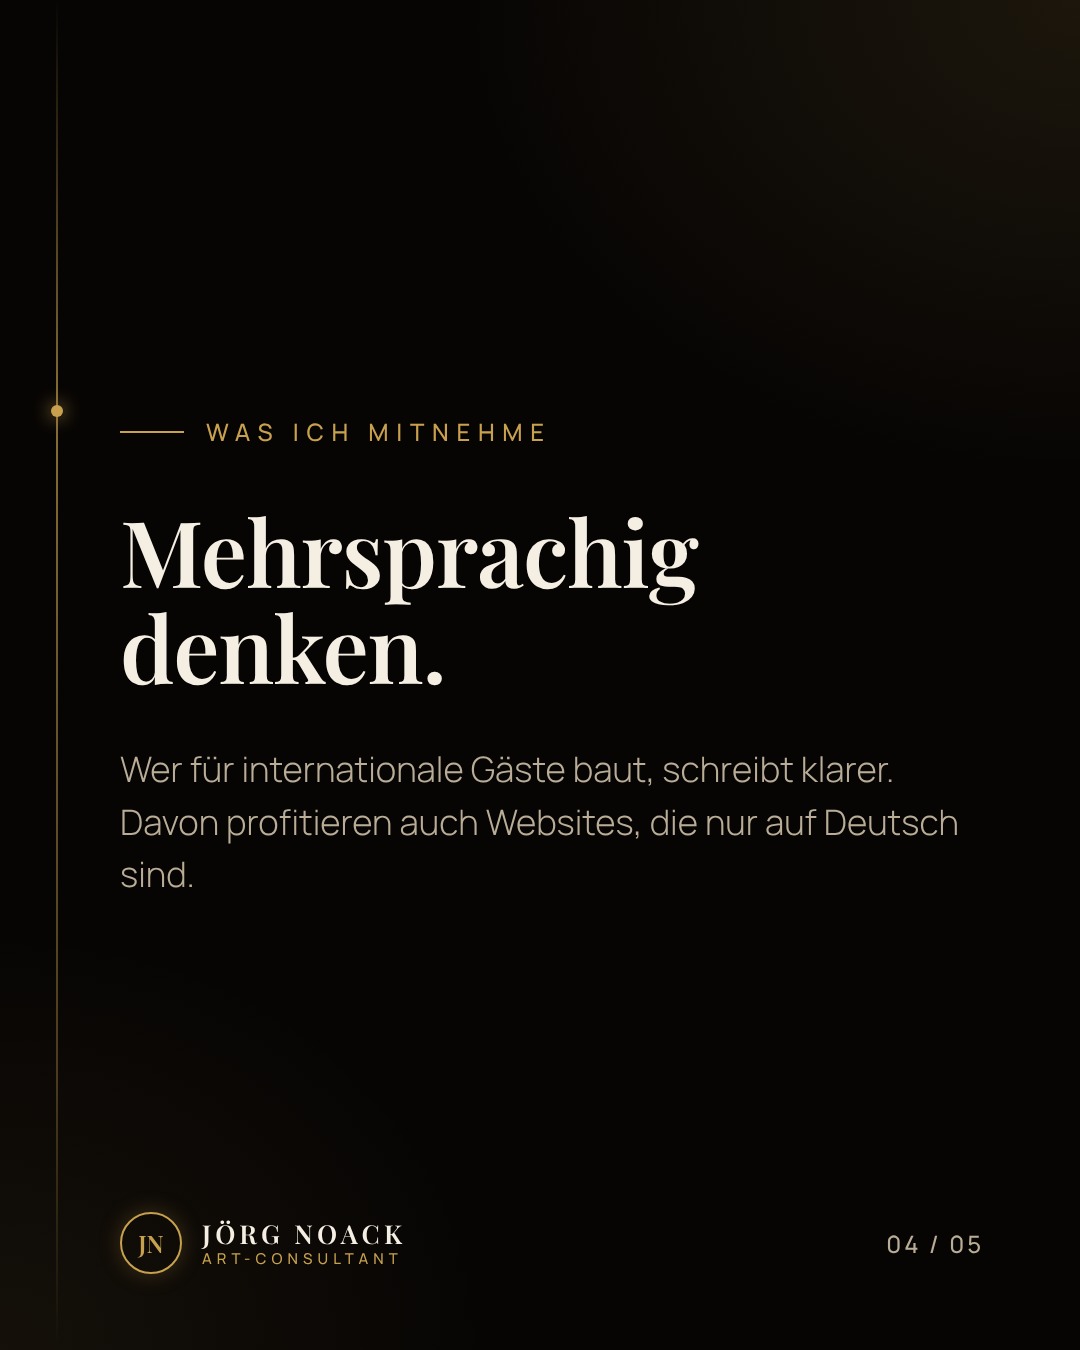 WAS ICH MITNEHME
Mehrsprachig
denken.
Wer für internationale Gäste baut, schreibt klarer.
Davon profitieren auch Websites, die nur auf Deutsch
sind.
JN
JÖRG NOACK
ART-CONSULTANT
04 / 05